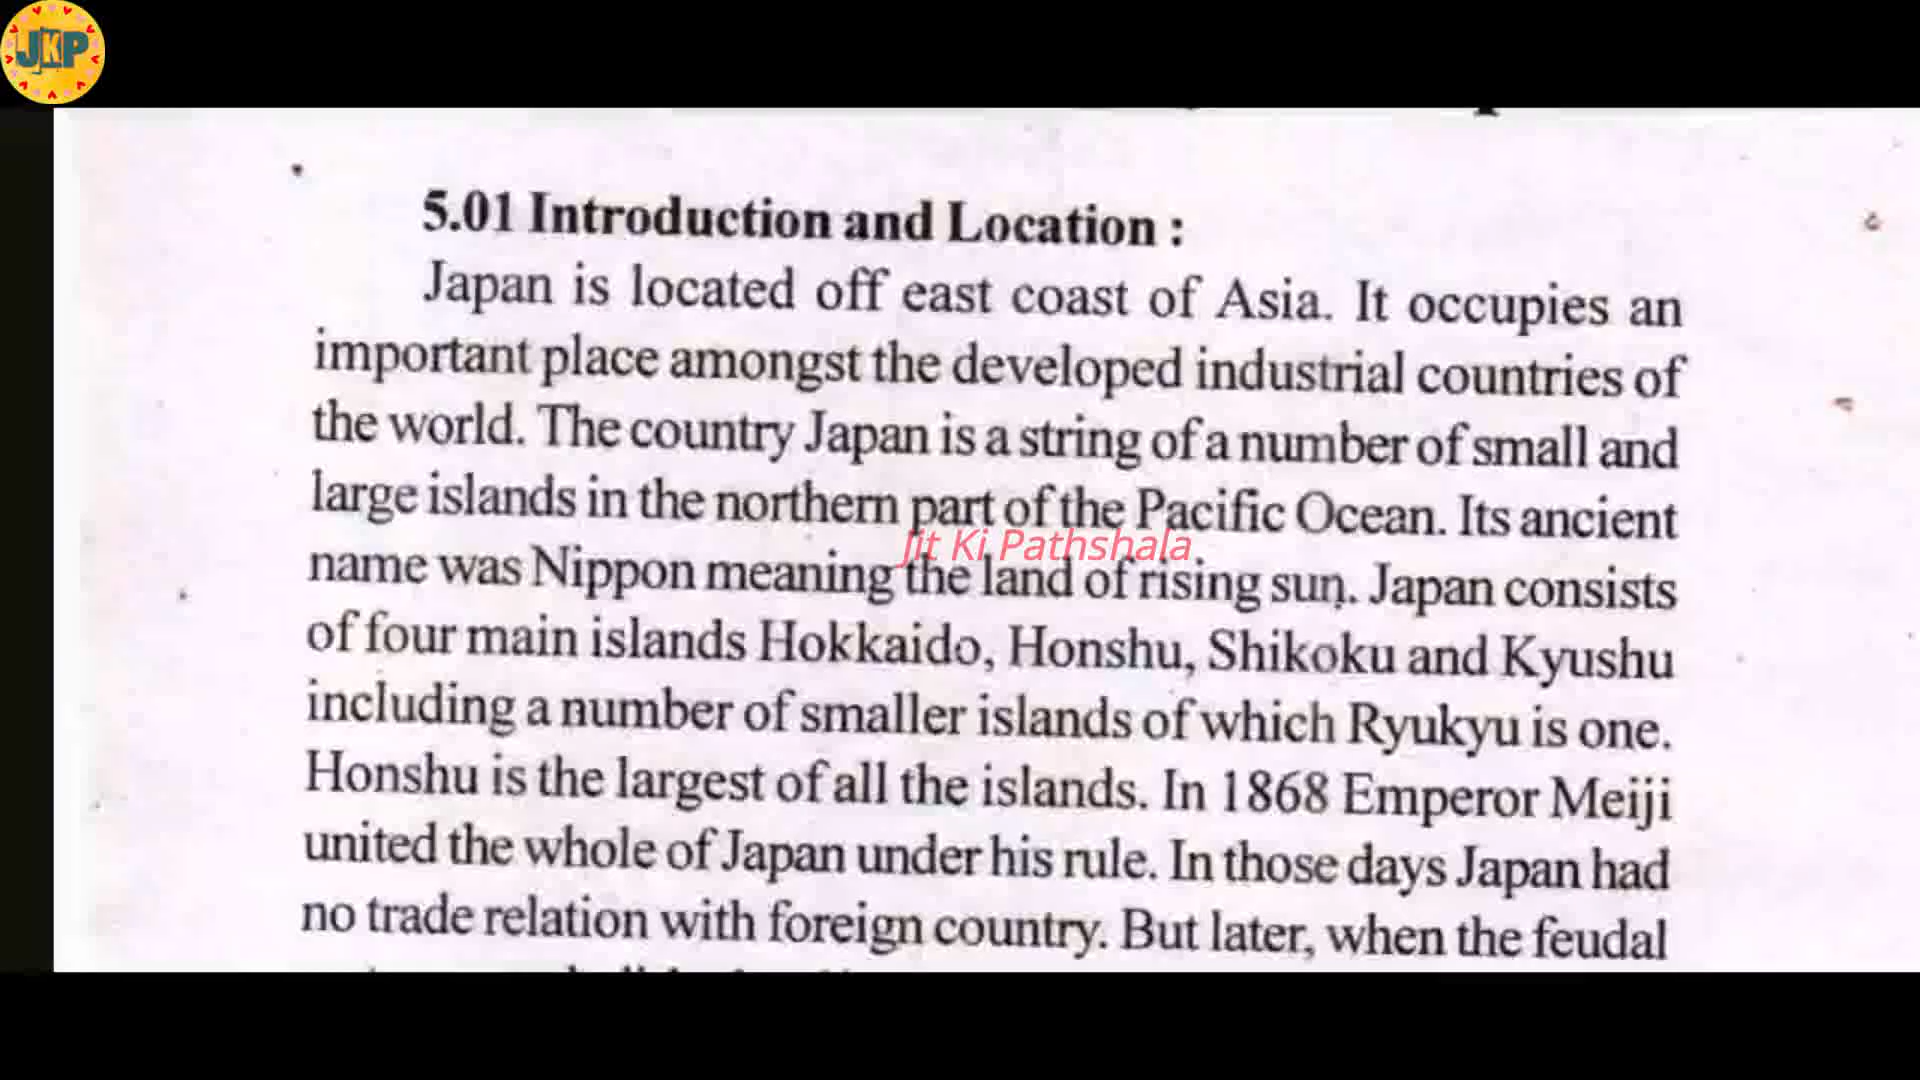 JKP
5.01 Introduction and Location :
Japan is located off east coast of Asia. It occupies an
important place amongst the developed industrial countries of
the world. The country Japan is a string of a number of small and
large islands in the northern part of the Pacific Ocean. Its ancient
Jit Ki Pathshala
name was Nippon meaning the land of rising sun. Japan consists
of four main islands Hokkaido, Honshu, Shikoku and Kyushu
including a number of smaller islands of which Ryukyu is one.
Honshu is the largest of all the islands. In 1868 Emperor Meiji
united the whole of Japan under his rule. In those days Japan had
no trade relation with foreign country. But later, when the feudal